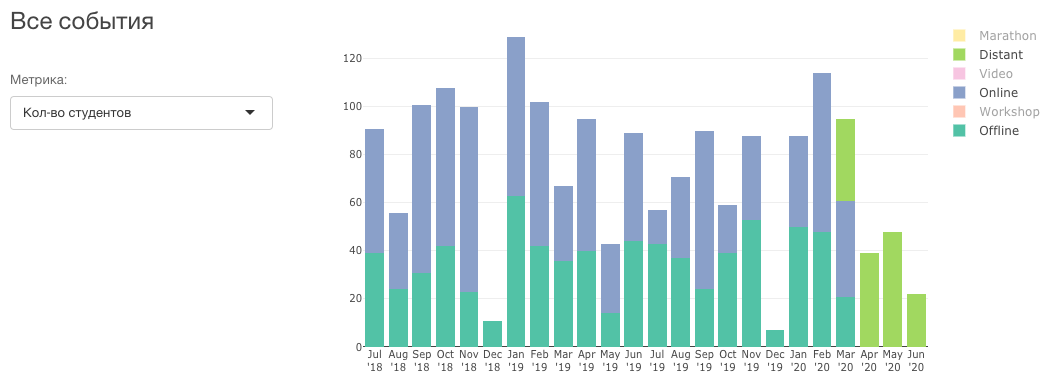 Все события
Метрика:
Кол-во студентов
120
100
80
60
40
20
0
Jul '18
Aug '18
Sep '18
Oct '18
Nov '18
Dec '18
Jan '19
Feb '19
Mar '19
Apr '19
May '19
Jun '19
Jul '19
Aug '19
Sep '19
Oct '19
Nov '19
Dec '19
Jan '20
Feb '20
Mar '20
Apr '20
May '20
Jun '20
Marathon
Distant
Video
Online
Workshop
Offline